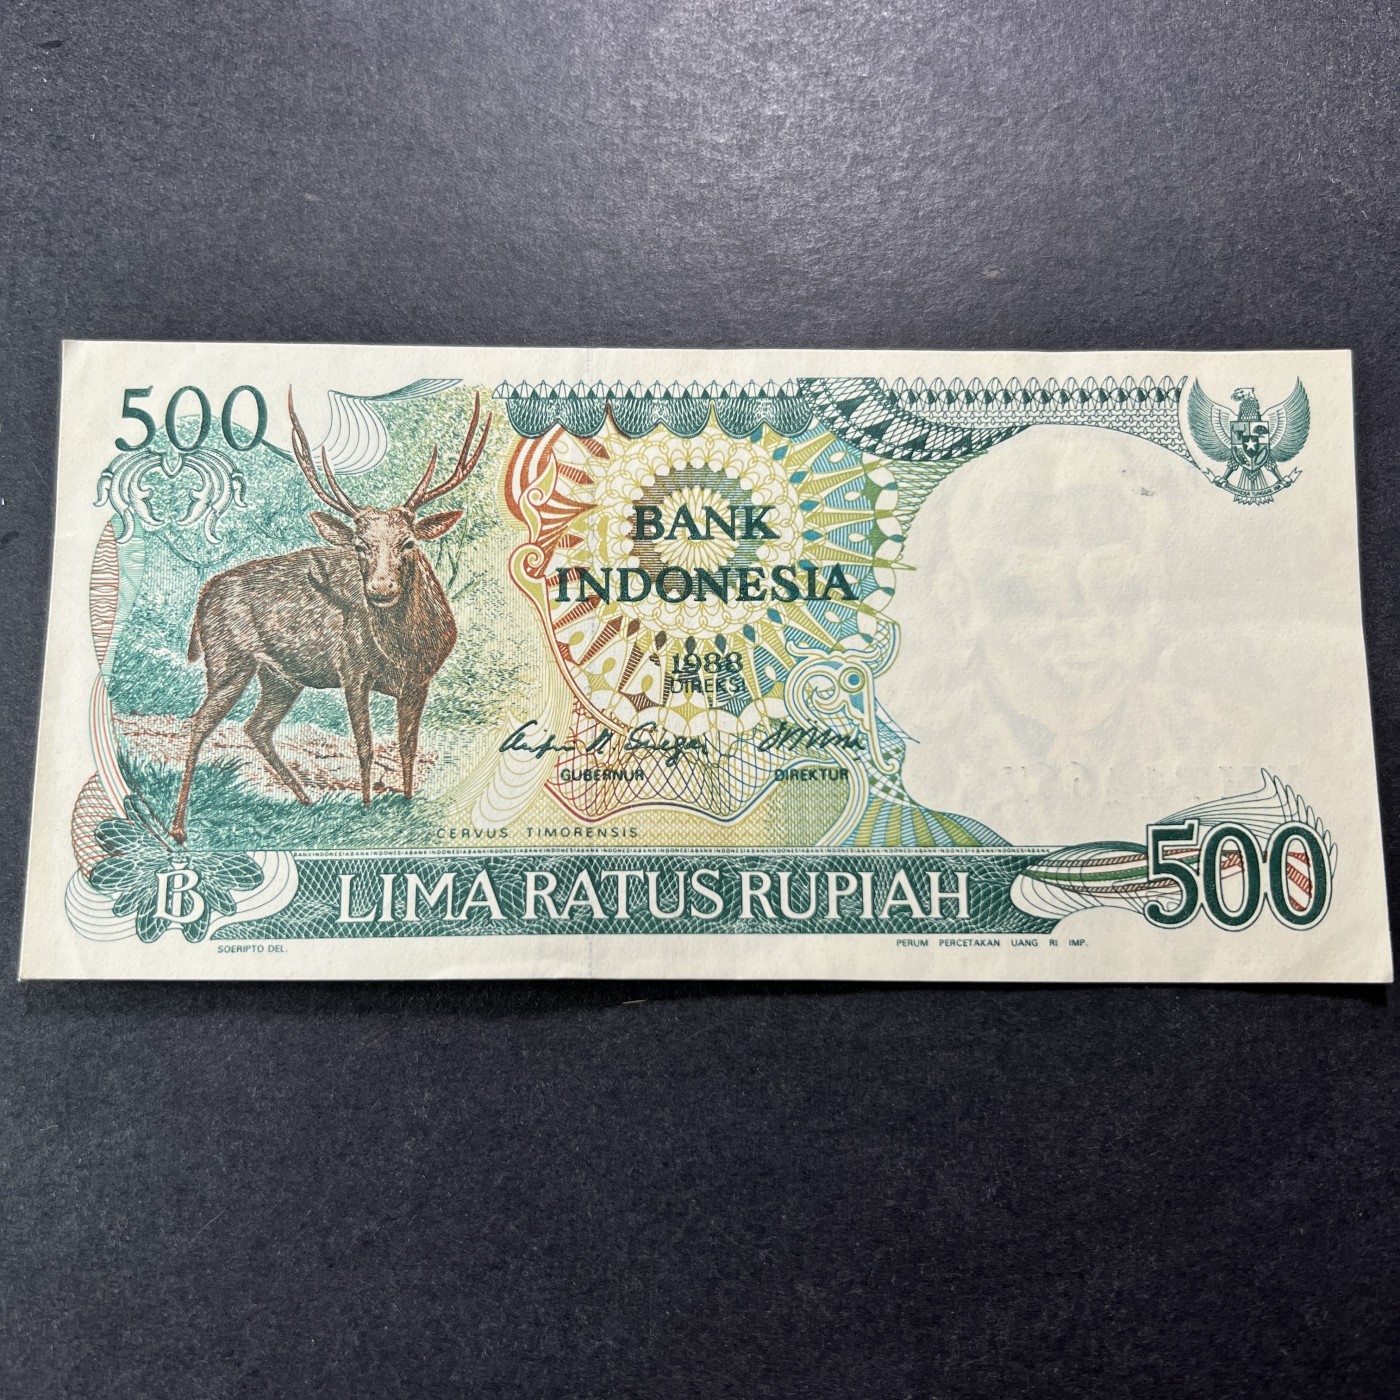 500
BANK
INDONESIA
1988
DIREKSI
GUBERNUR DIREKTUR
CERVUS TIMORENSIS
LIMA RATUS RUPIAH
500
SOERIPTO DEL.
PERUM PERCETAKAN UANG RI IMP.